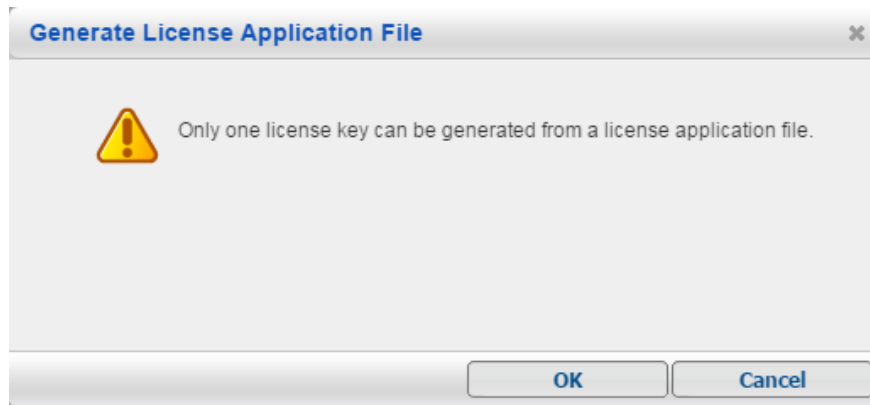 Generate License Application File
Only one license key can be generated from a license application file.
OK Cancel